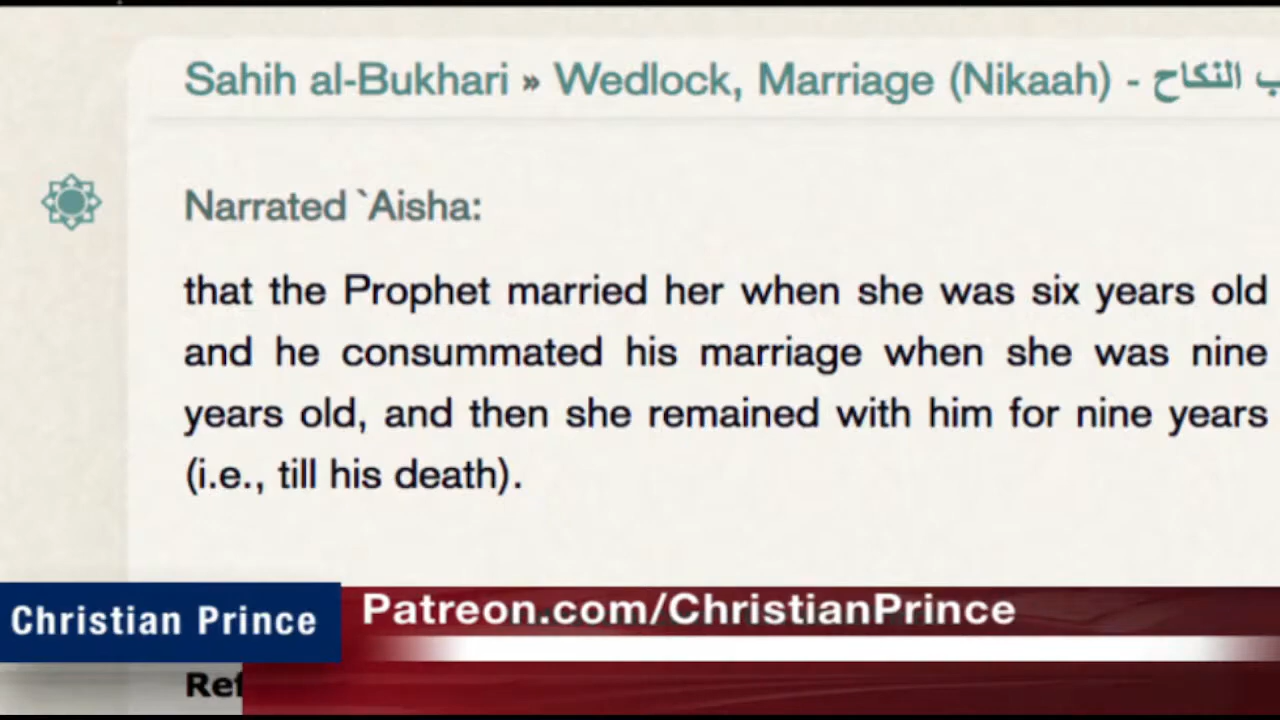 Sahih al-Bukhari » Wedlock, Marriage (Nikaah) - ب النكاح
Narrated `Aisha:
that the Prophet married her when she was six years old
and he consummated his marriage when she was nine
years old, and then she remained with him for nine years
(i.e., till his death).
Christian Prince
Patreon.com/ChristianPrince
Ref